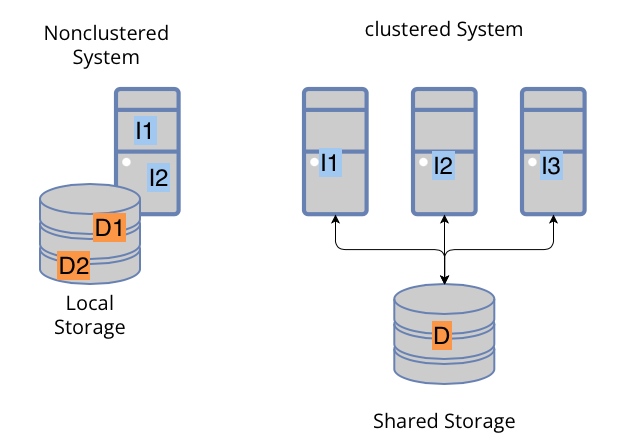 Nonclustered
System
I1
I2
D1
D2
Local
Storage
clustered System
I1
I2
I3
D
Shared Storage